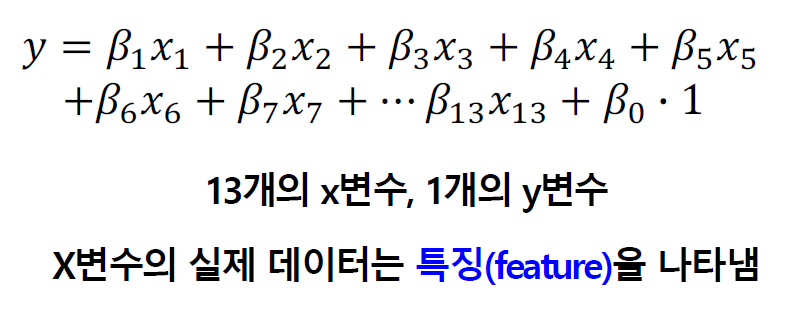 y = β₁x₁ + β₂x₂ + β₃x₃ + β₄x₄ + β₅x₅
+β₆x₆ + β₇x₇ + ⋯ β₁₃x₁₃ + β₀ · 1
13개의 x변수, 1개의 y변수
X변수의 실제 데이터는 특징(feature)을 나타냄